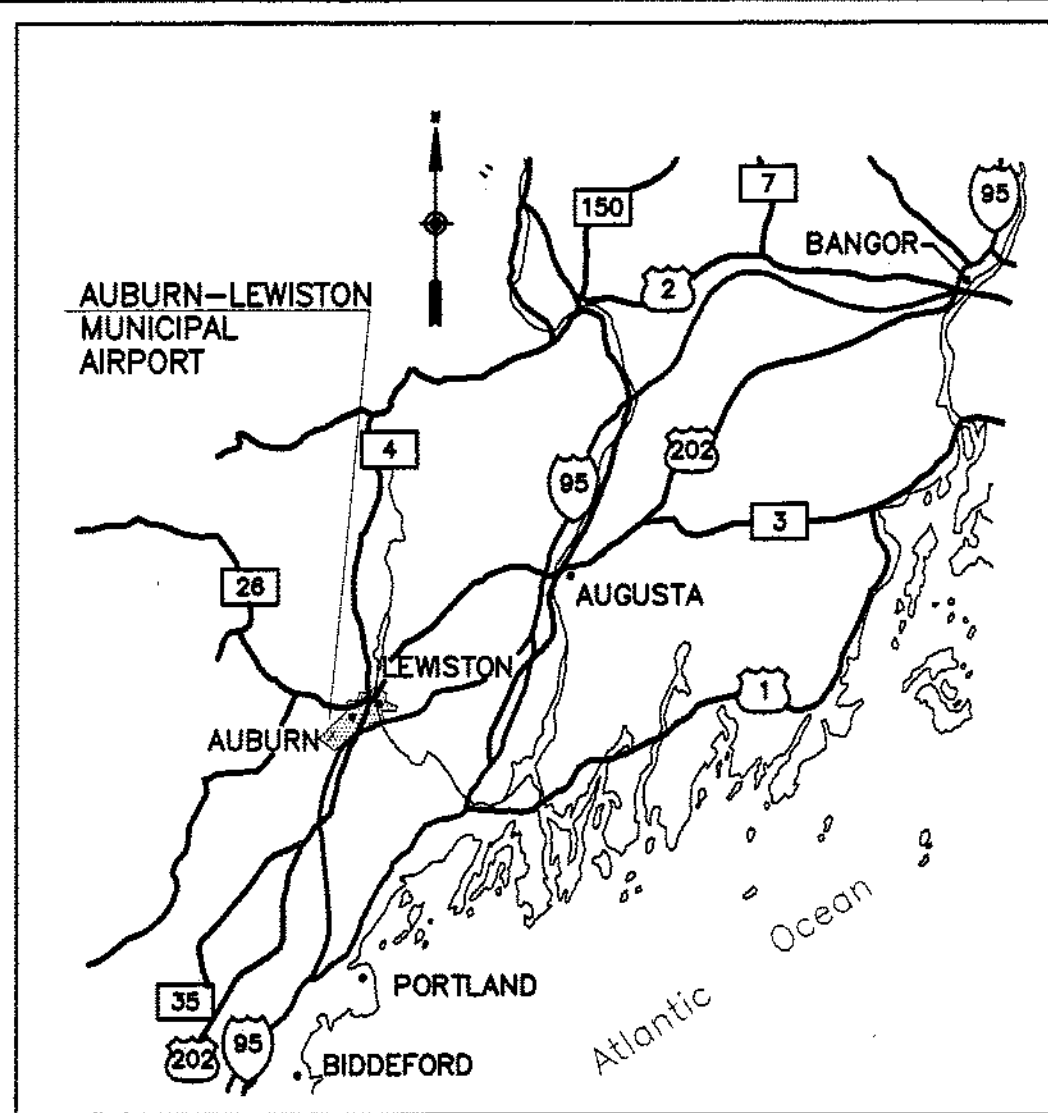 N
150
7
95
BANGOR
AUBURN-LEWISTON
MUNICIPAL
AIRPORT
2
4
202
95
3
26
AUGUSTA
LEWISTON
1
AUBURN
Ocean
PORTLAND
35
Atlantic
202
95
BIDDEFORD